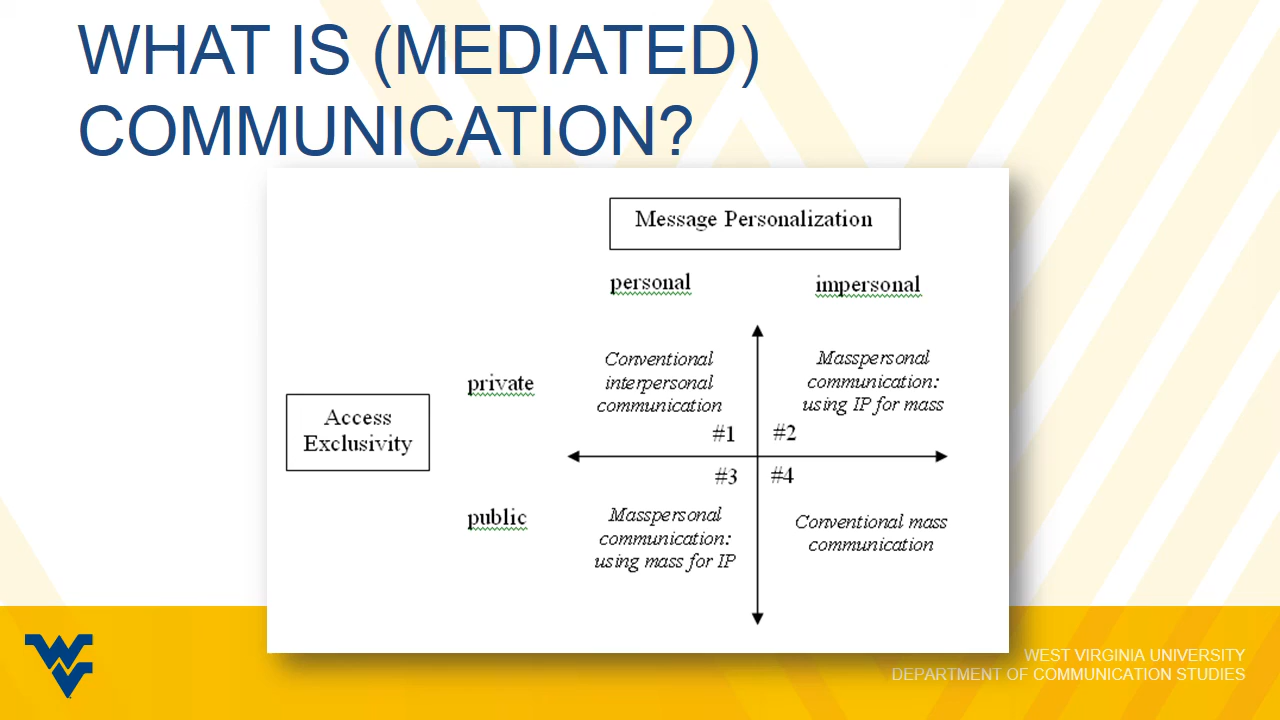 WHAT IS (MEDIATED)
COMMUNICATION?
Message Personalization
personal
impersonal
Access
Exclusivity
private
Conventional
interpersonal
communication
#1
Masspersonal
communication:
using IP for mass
#2
public
#3
Masspersonal
communication:
using mass for IP
#4
Conventional mass
communication
WV
WEST VIRGINIA UNIVERSITY
DEPARTMENT OF COMMUNICATION STUDIES